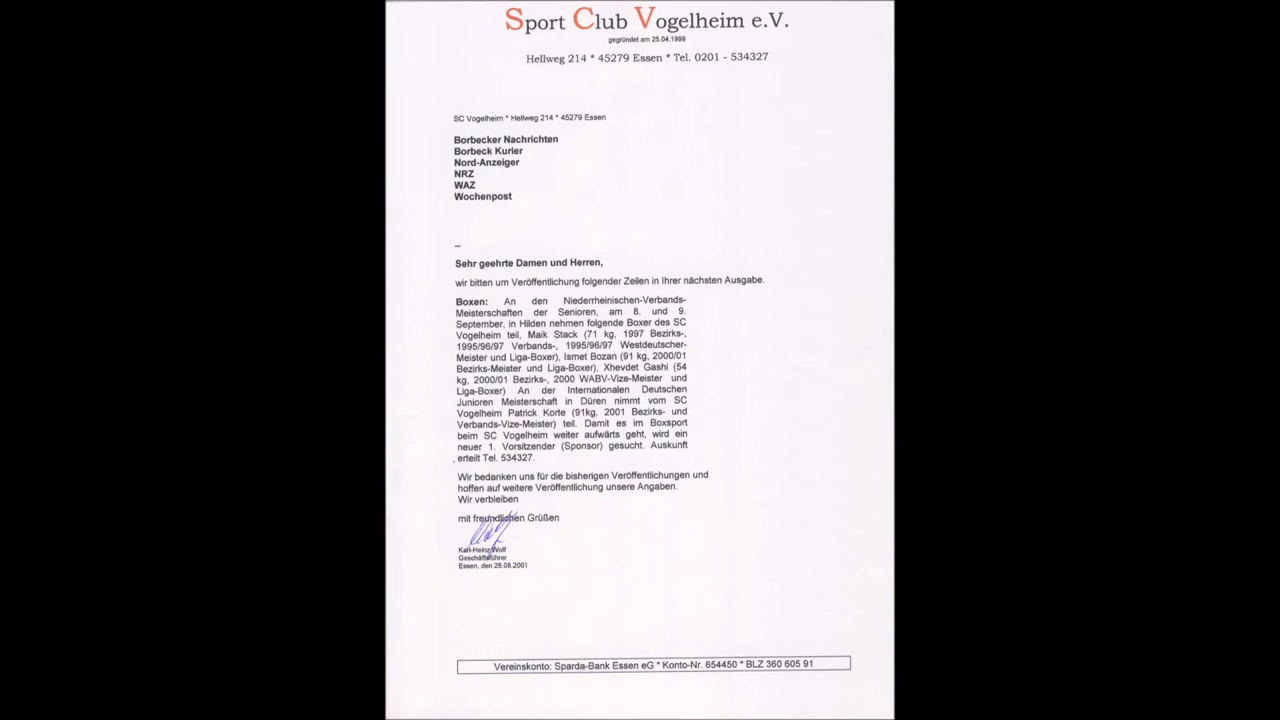 Sport Club Vogelheim e.V.
gegründet am 25.04.1999
Hellweg 214 * 45279 Essen * Tel. 0201 - 534327
SC Vogelheim * Hellweg 214 * 45279 Essen
Borbecker Nachrichten
Borbeck Kurier
Nord-Anzeiger
NRZ
WAZ
Wochenpost
–
Sehr geehrte Damen und Herren,
wir bitten um Veröffentlichung folgender Zeilen in Ihrer nächsten Ausgabe.
Boxen: An den Niederrheinischen-Verbands-
Meisterschaften der Senioren, am 8. und 9.
September, in Hilden nehmen folgende Boxer des SC
Vogelheim teil, Maik Stack (71 kg, 1997 Bezirks-,
1995/96/97 Verbands-, 1995/96/97 Westdeutscher-
Meister und Liga-Boxer), Ismet Bozan (91 kg, 2000/01
Bezirks-Meister und Liga-Boxer), Xhevdet Gashi (54
kg, 2000/01 Bezirks-, 2000 WABV-Vize-Meister und
Liga-Boxer) An der Internationalen Deutschen
Junioren Meisterschaft in Düren nimmt vom SC
Vogelheim Patrick Korte (91kg, 2001 Bezirks- und
Verbands-Vize-Meister) teil. Damit es im Boxsport
beim SC Vogelheim weiter aufwärts geht, wird ein
neuer 1. Vorsitzender (Sponsor) gesucht. Auskunft
erteilt Tel. 534327.
Wir bedanken uns für die bisherigen Veröffentlichungen und
hoffen auf weitere Veröffentlichung unsere Angaben.
Wir verbleiben
mit freundlichen Grüßen
Karl-Heinz Wolf
Geschäftsführer
Essen, den 28.08.2001
Vereinskonto: Sparda-Bank Essen eG * Konto-Nr. 654450 * BLZ 360 605 91